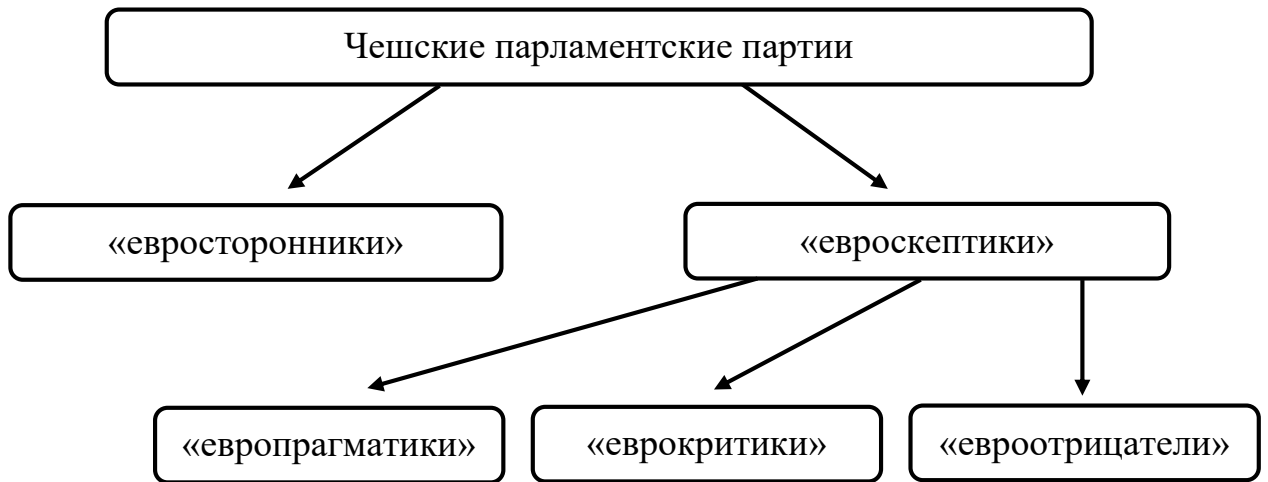 Чешские парламентские партии
«евросторонники»
«евроскептики»
«европрагматики»
«еврокритики»
«евроотрицатели»